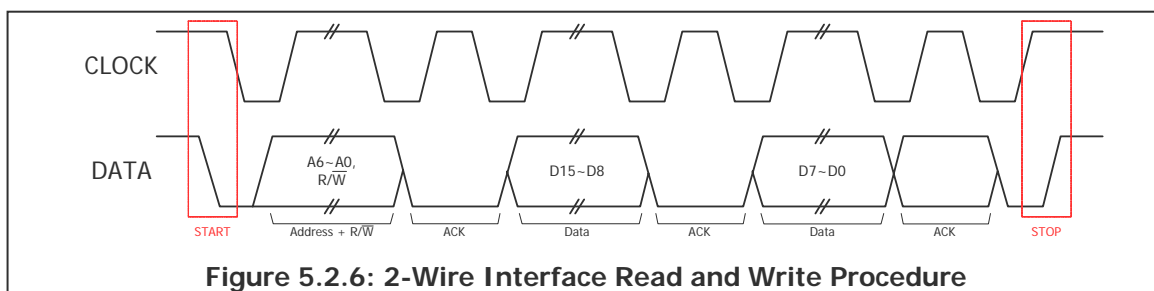 CLOCK
DATA
A6~A0,
R/W̅
D15~D8
D7~D0
START
Address + R/W̅
ACK
Data
ACK
Data
ACK
STOP
Figure 5.2.6: 2-Wire Interface Read and Write Procedure